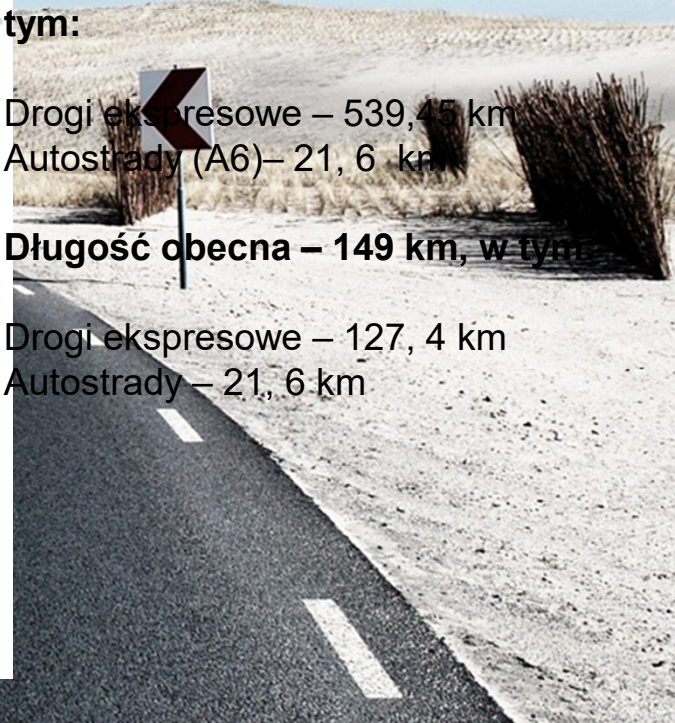 tym:
Drogi ekspresowe – 539,45 km
Autostrady (A6)– 21, 6  km
Długość obecna – 149 km, w tym:
Drogi ekspresowe – 127, 4 km
Autostrady – 21, 6 km